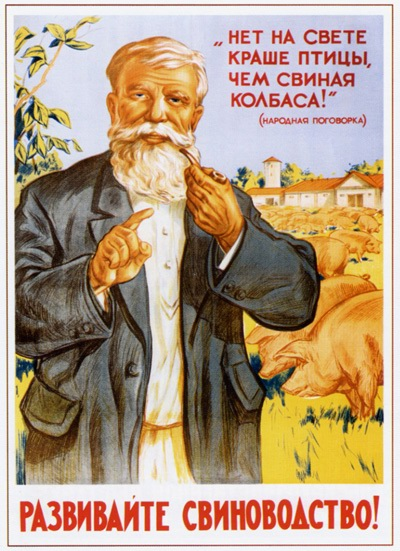 „НЕТ НА СВЕТЕ
КРАШЕ ПТИЦЫ,
ЧЕМ СВИНАЯ
КОЛБАСА!"
(НАРОДНАЯ ПОГОВОРКА)
РАЗВИВАЙТЕ СВИНОВОДСТВО!